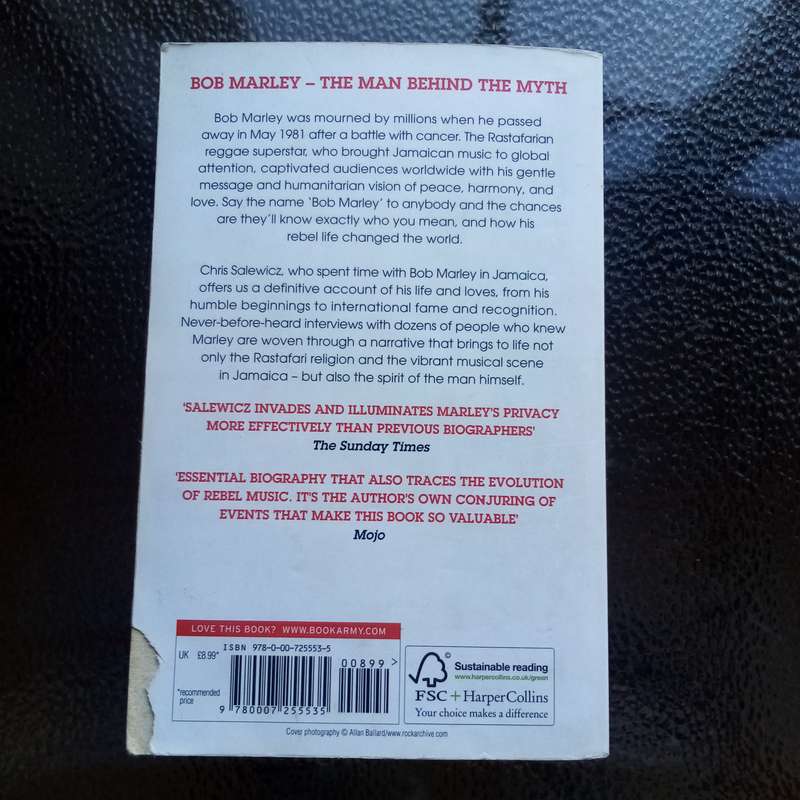 BOB MARLEY – THE MAN BEHIND THE MYTH
Bob Marley was mourned by millions when he passed
away in May 1981 after a battle with cancer. The Rastafarian
reggae superstar, who brought Jamaican music to global
attention, captivated audiences worldwide with his gentle
message and humanitarian vision of peace, harmony, and
love. Say the name ‘Bob Marley’ to anybody and the chances
are they’ll know exactly who you mean, and how his
rebel life changed the world.
Chris Salewicz, who spent time with Bob Marley in Jamaica,
offers us a definitive account of his life and loves, from his
humble beginnings to international fame and recognition.
Never-before-heard interviews with dozens of people who knew
Marley are woven through a narrative that brings to life not
only the Rastafari religion and the vibrant musical scene
in Jamaica – but also the spirit of the man himself.
‘SALEWICZ INVADES AND ILLUMINATES MARLEY’S PRIVACY
MORE EFFECTIVELY THAN PREVIOUS BIOGRAPHERS’
The Sunday Times
‘ESSENTIAL BIOGRAPHY THAT ALSO TRACES THE EVOLUTION
OF REBEL MUSIC. IT’S THE AUTHOR’S OWN CONJURING OF
EVENTS THAT MAKE THIS BOOK SO VALUABLE’
Mojo
LOVE THIS BOOK? WWW.BOOKARMY.COM
ISBN 978-0-00-725553-5
UK £8.99*
00899 >
*recommended
price
9 780007 255535
©
Sustainable reading
www.harpercollins.co.uk/green
FSC + HarperCollins
Your choice makes a difference
Cover photography © Allan Ballard/www.rockarchive.com